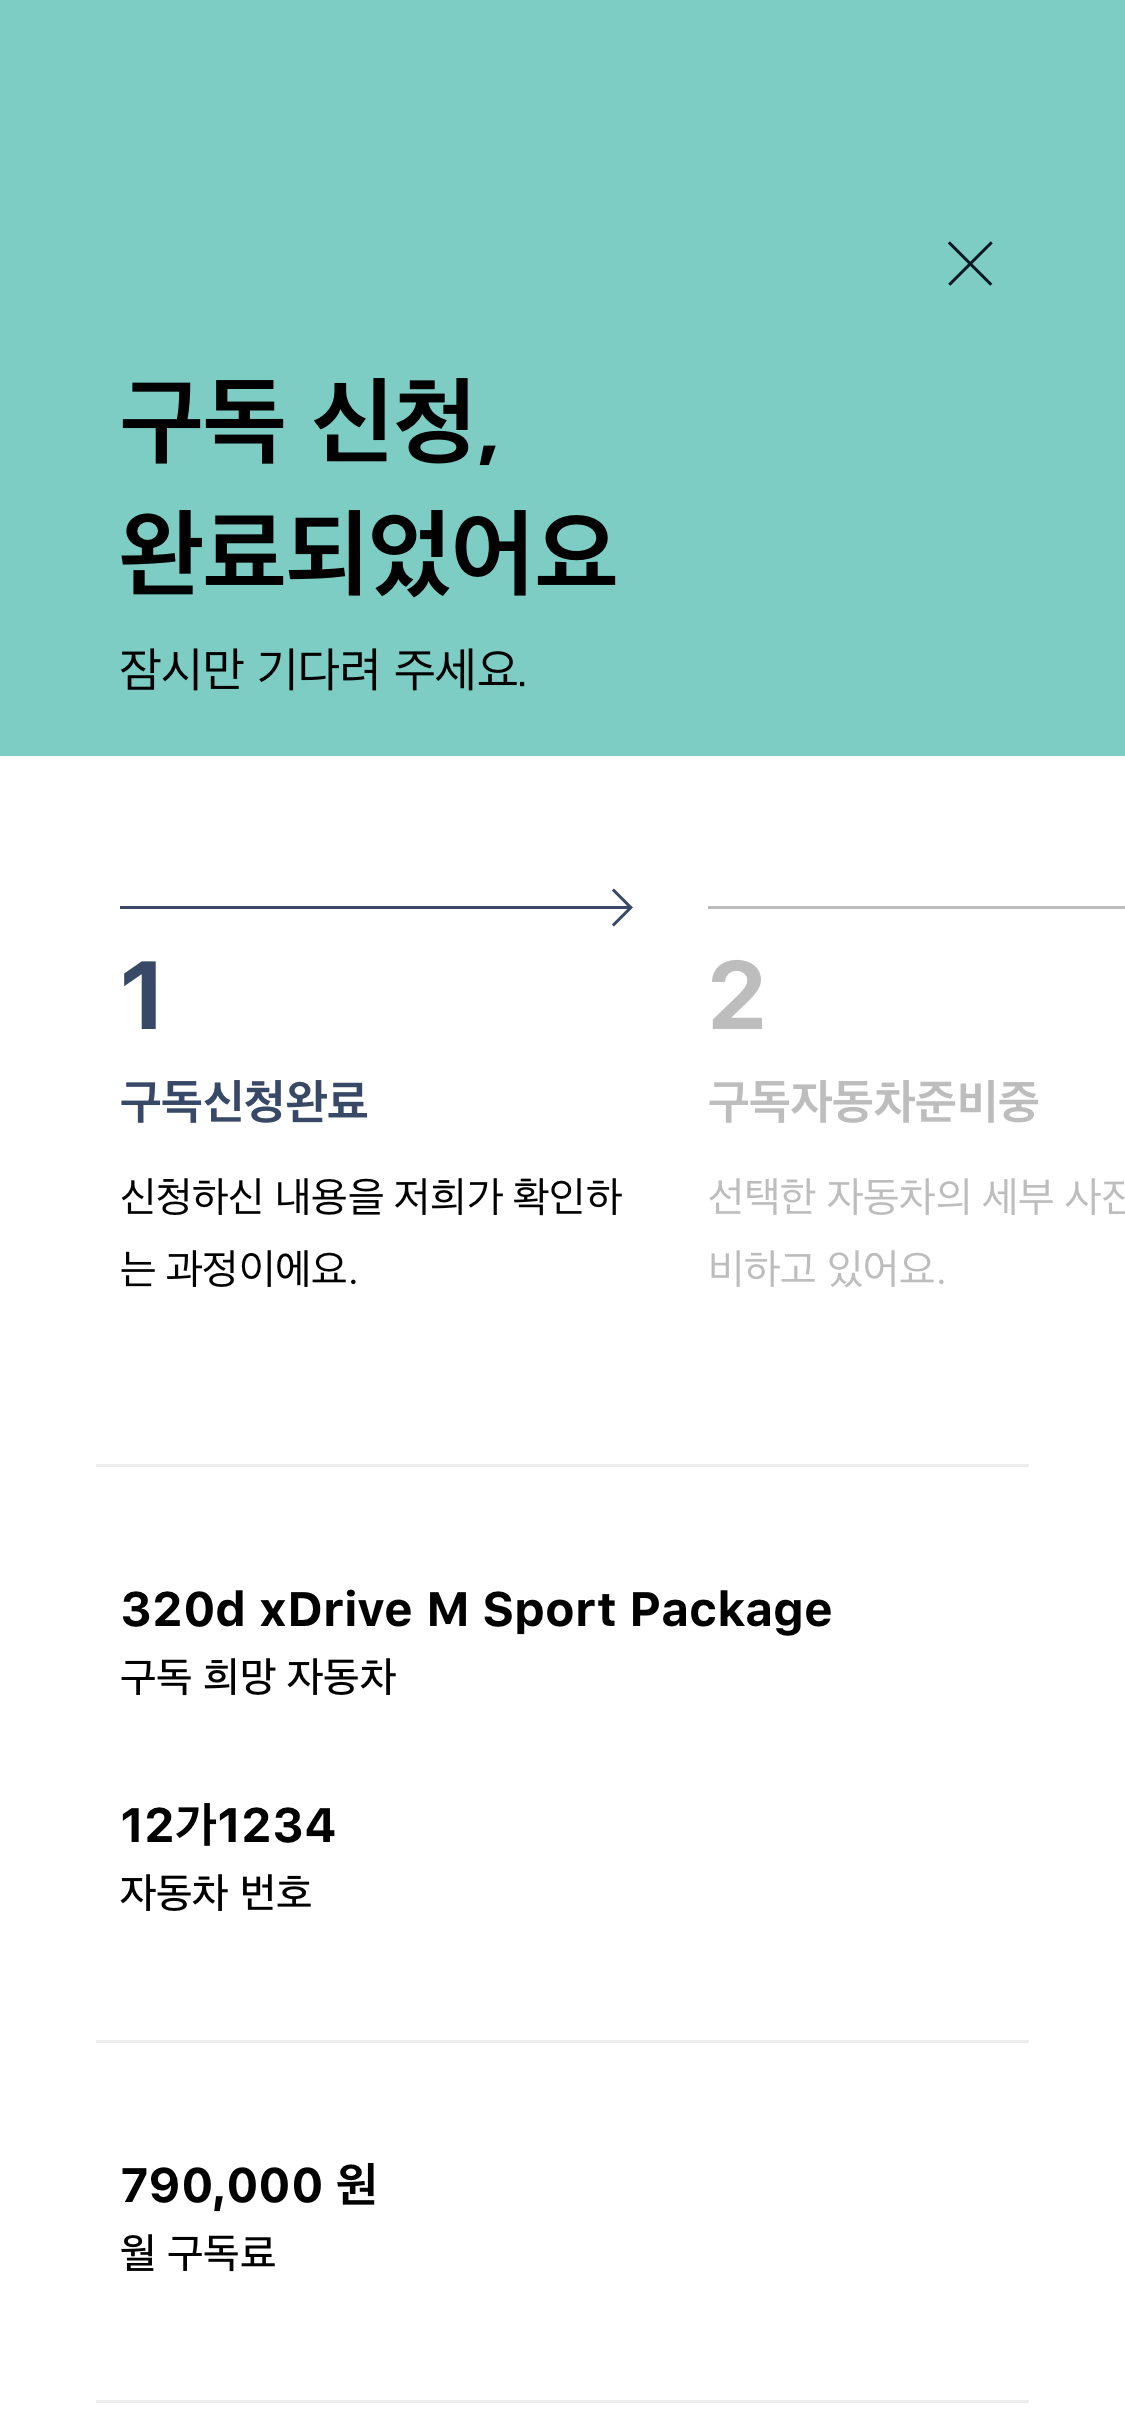 구독 신청,
완료되었어요
잠시만 기다려 주세요.
1
구독신청완료
신청하신 내용을 저희가 확인하
는 과정이에요.
2
구독자동차준비중
선택한 자동차의 세부
비하고 있어요.
320d xDrive M Sport Package
구독 희망 자동차
12가1234
자동차 번호
790,000 원
월 구독료